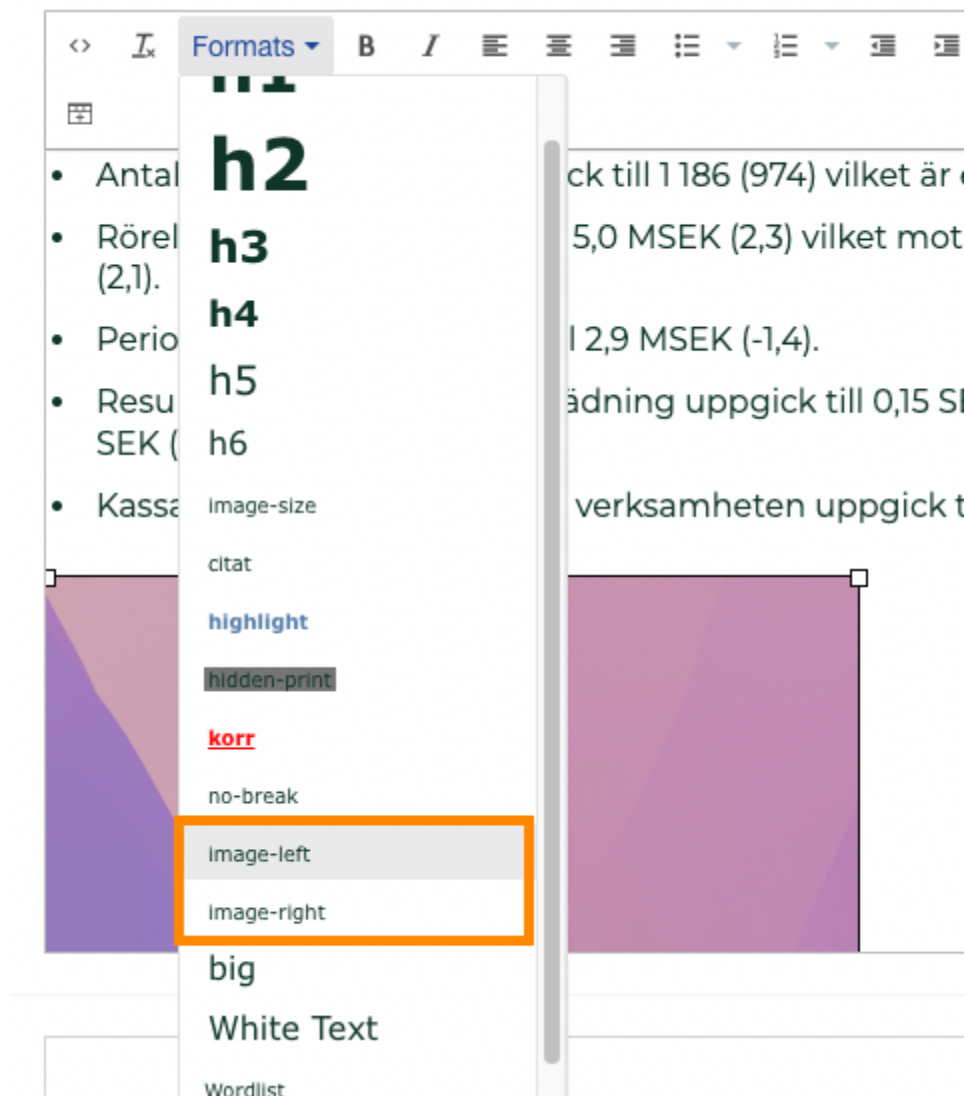 Formats B I
h1
h2
Antal ck till 1 186 (974) vilket är
h3
Rörel 5,0 MSEK (2,3) vilket mot
(2,1).
h4
Perio l 2,9 MSEK (-1,4).
h5
Resu ädning uppgick till 0,15 SE
h6
SEK (
image-size
Kassa verksamheten uppgick t
citat
highlight
hidden-print
korr
no-break
image-left
image-right
big
White Text
Wordlist